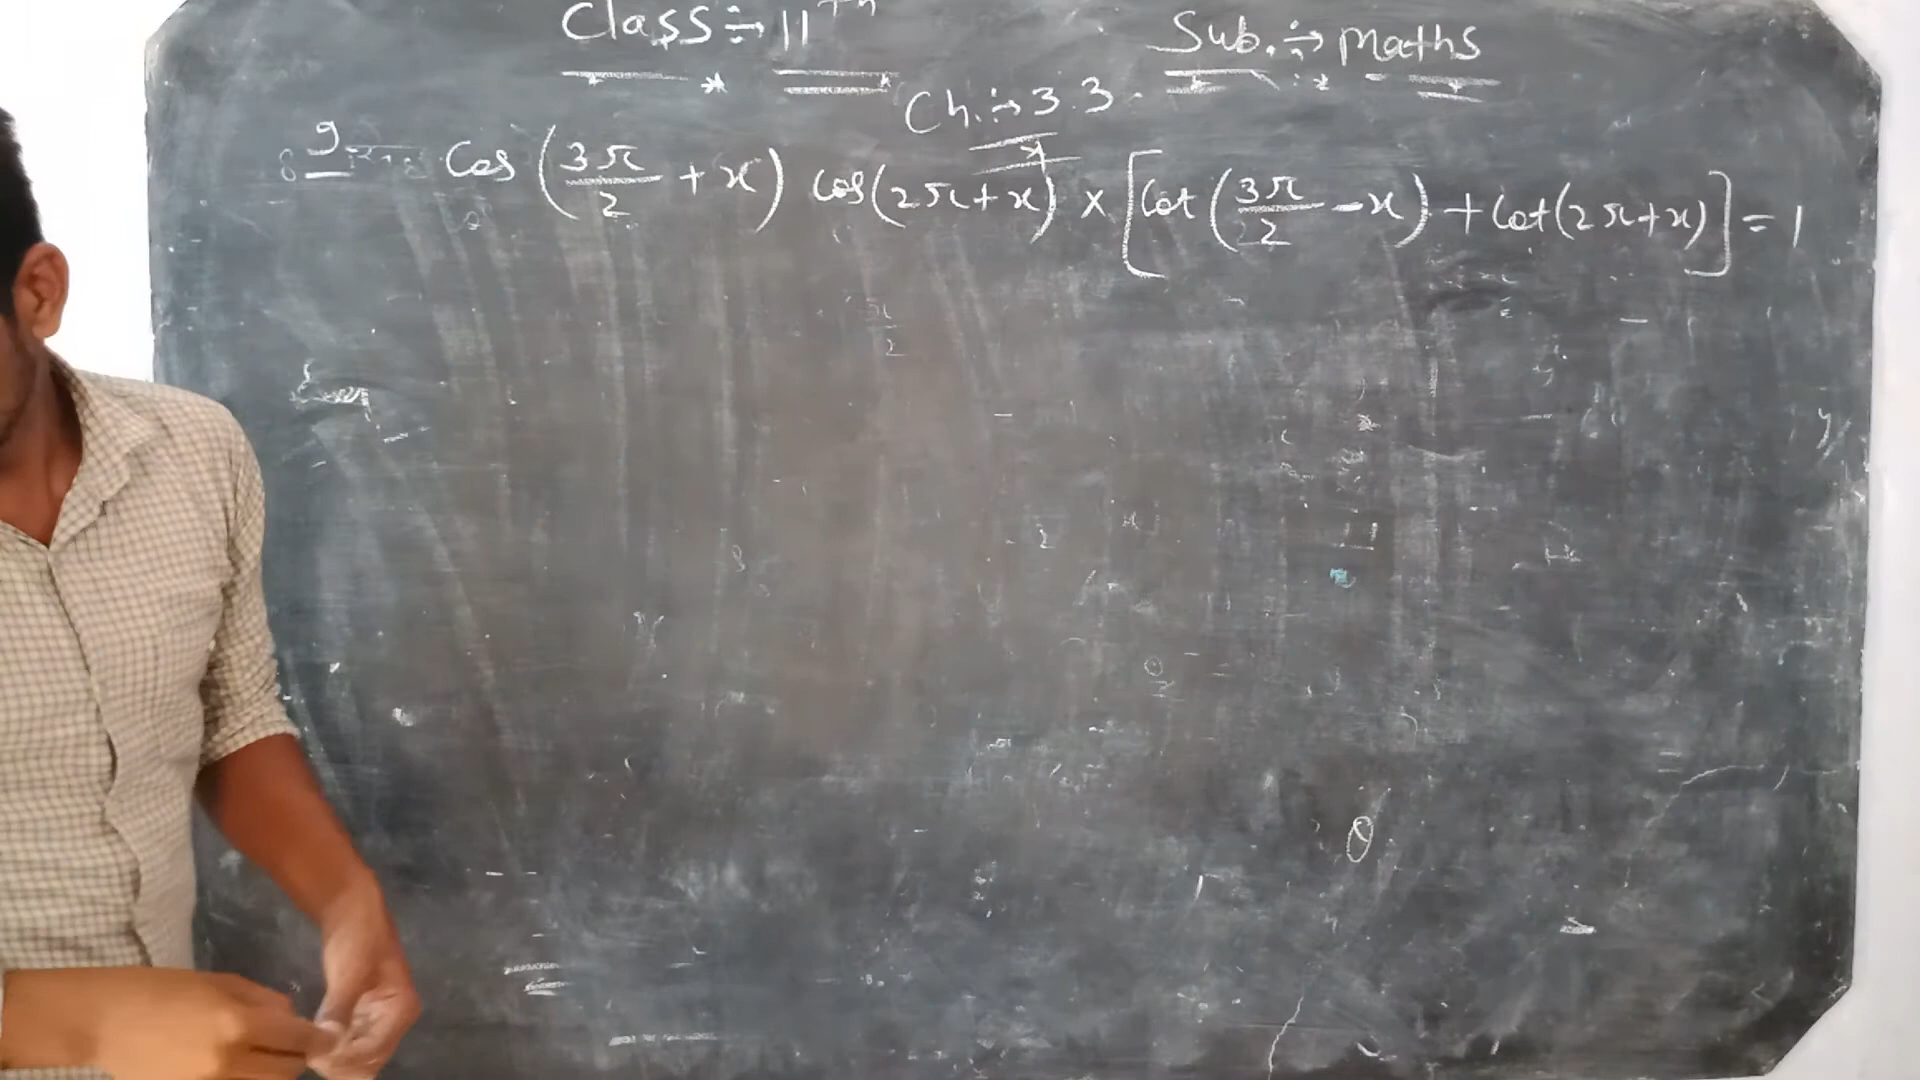 Class÷11Th Sub.÷→Maths
Ch.÷→3.3
9 Cos (3π/2 + x) Cos(2π+x) × [Cot (3π/2 - x) + Cot(2π+x)] = 1